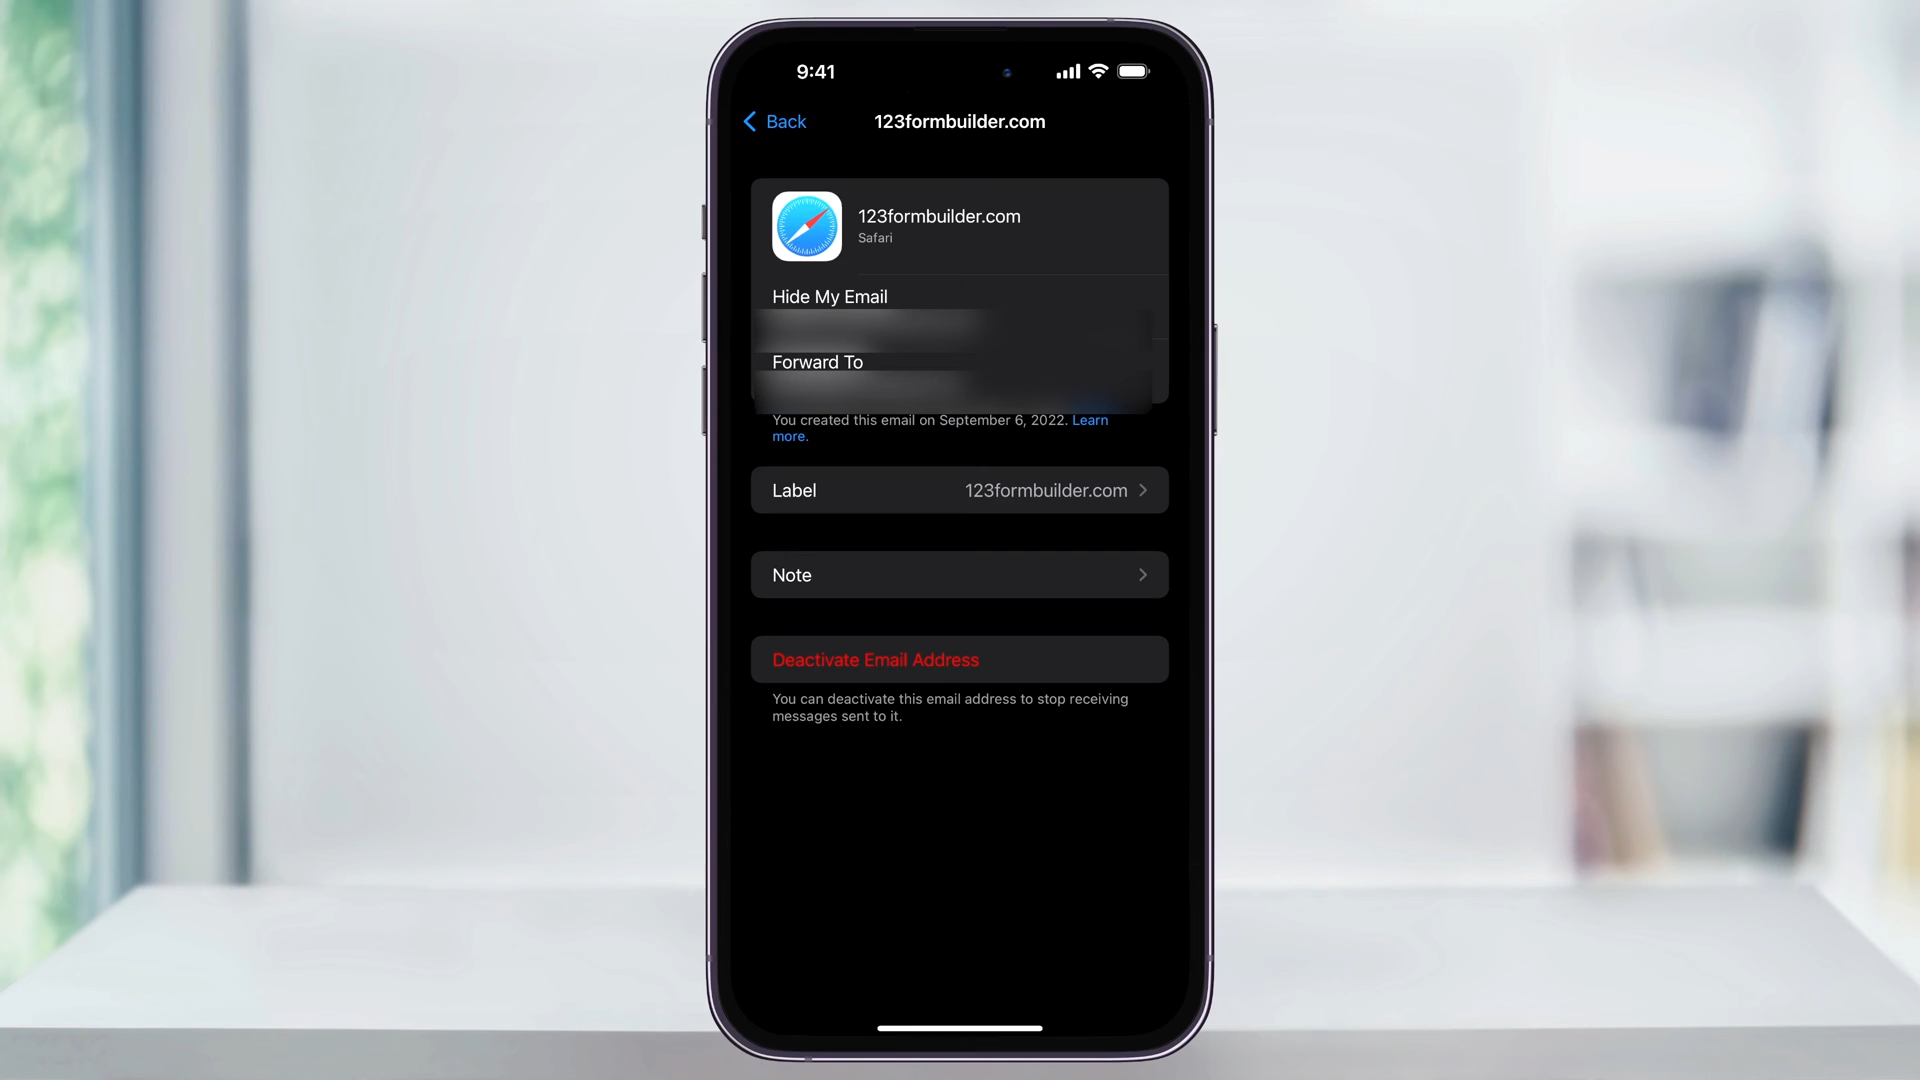 9:41
Back
123formbuilder.com
123formbuilder.com
Safari
Hide My Email
Forward To
You created this email on September 6, 2022. Learn
more.
Label 123formbuilder.com
Note
Deactivate Email Address
You can deactivate this email address to stop receiving
messages sent to it.